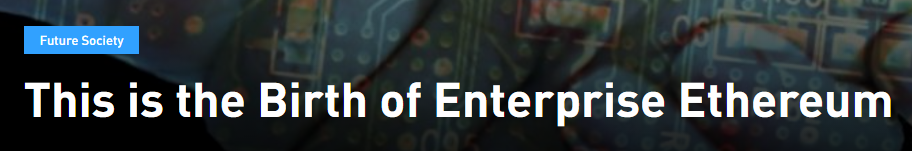 Future Society
This is the Birth of Enterprise Ethereum